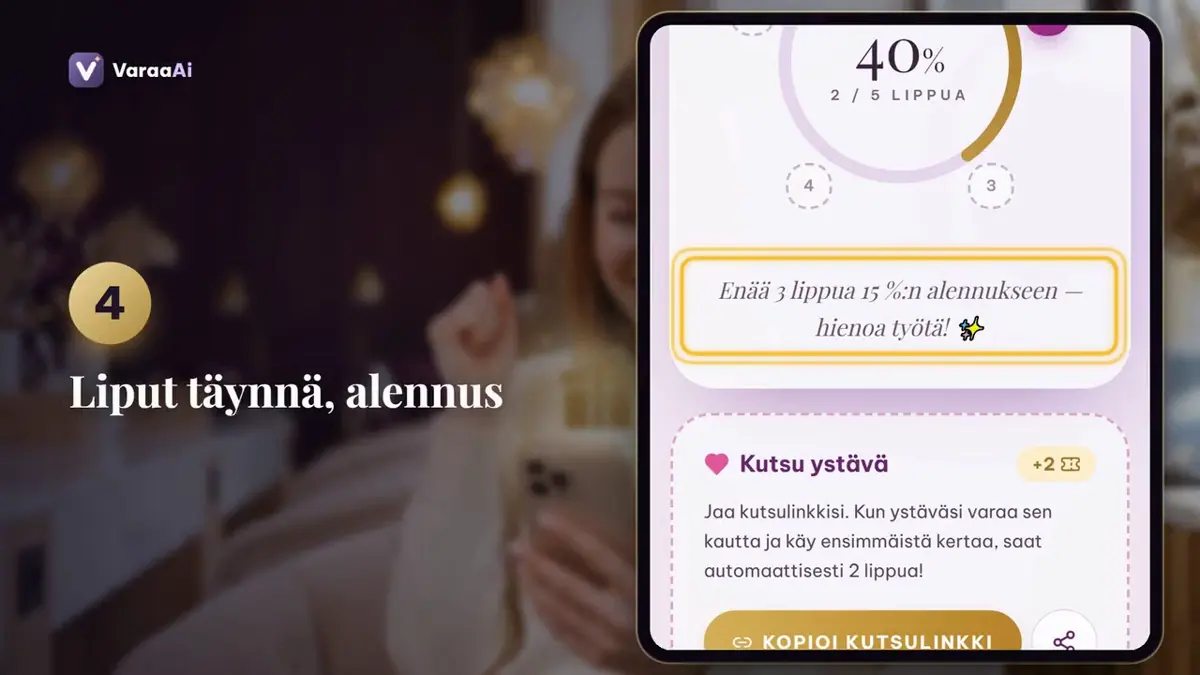 VaraaAi
4
Liput täynnä, alennus
40%
2 / 5 LIPPUA
4
3
Enää 3 lippua 15 %:n alennukseen —
hienoa työtä! ✨
Kutsu ystävä
+2
Jaa kutsulinkkisi. Kun ystäväsi varaa sen
kautta ja käy ensimmäistä kertaa, saat
automaattisesti 2 lippua!
KOPIOI KUTSULINKKI